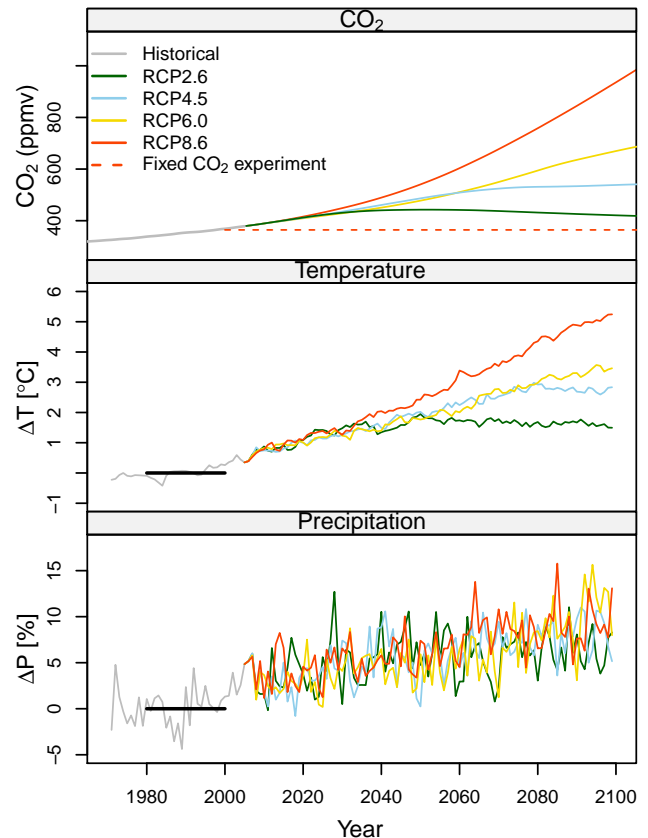 CO₂
Historical
RCP2.6
RCP4.5
RCP6.0
RCP8.6
Fixed CO₂ experiment
CO₂ (ppmv)
400
600
800
Temperature
ΔT [°C]
−1
1
2
3
4
5
6
Precipitation
ΔP [%]
−5
0
5
10
15
1980
2000
2020
2040
2060
2080
2100
Year